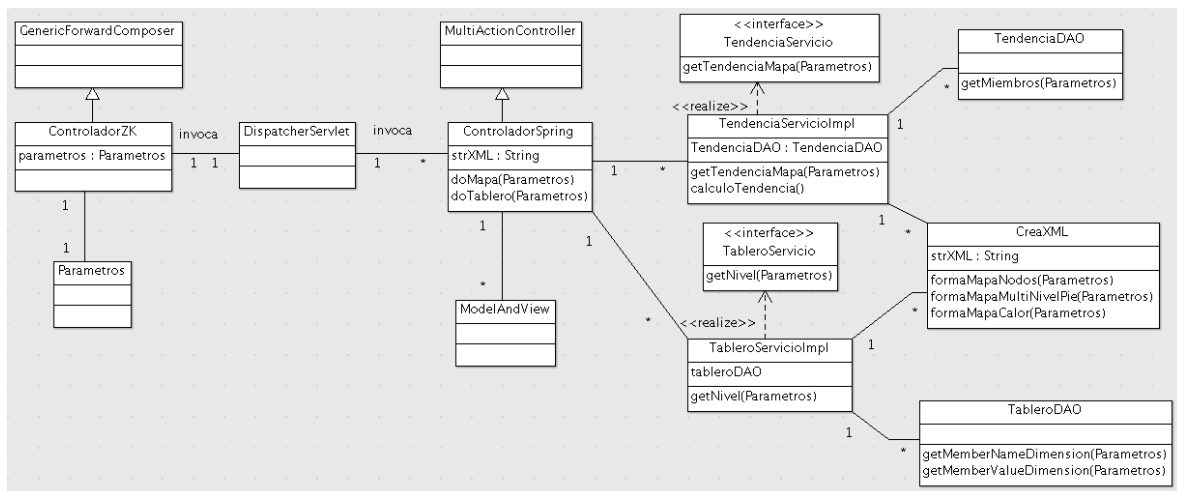 GenericForwardComposer
MultiActionController
<<interface>>
TendenciaServicio
getTendenciaMapa(Parametros)
TendenciaDAO
getMiembros(Parametros)
*
1
<<realize>>
ControladorZK
parametros : Parametros
invoca
1 1
DispatcherServlet
invoca
1
*
ControladorSpring
strXML : String
doMapa(Parametros)
doTablero(Parametros)
1
*
TendenciaServicioImpl
TendenciaDAO : TendenciaDAO
getTendenciaMapa(Parametros)
calculoTendencia()
1
*
1
1
Parametros
1
*
ModelAndView
1
*
<<interface>>
TableroServicio
getNivel(Parametros)
<<realize>>
CreaXML
strXML : String
formaMapaNodos(Parametros)
formaMapaMultiNivelPie(Parametros)
formaMapaCalor(Parametros)
*
1
TableroServicioImpl
tableroDAO
getNivel(Parametros)
1
*
TableroDAO
getMemberNameDimension(Parametros)
getMemberValueDimension(Parametros)